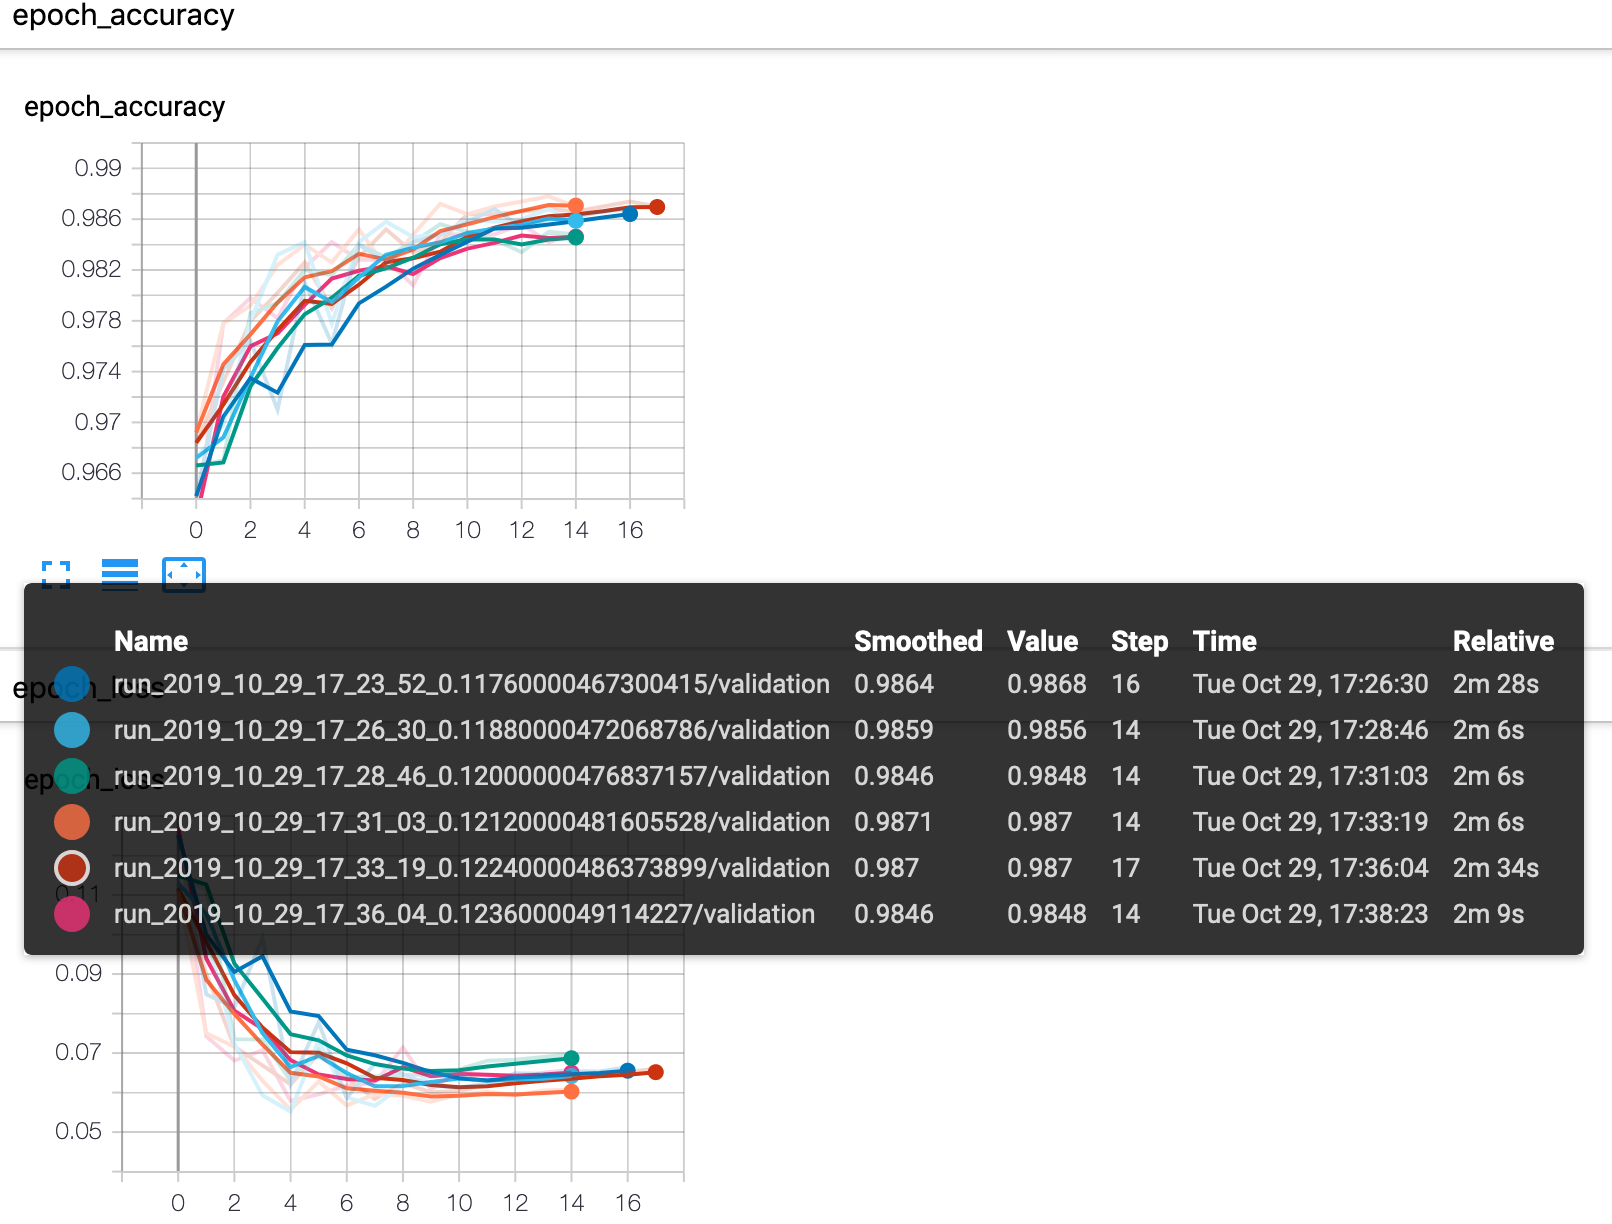 epoch_accuracy
epoch_accuracy
0.99
0.986
0.982
0.978
0.974
0.97
0.966
0 2 4 6 8 10 12 14 16
Name Smoothed Value Step Time Relative
epoch_loss
run_2019_10_29_17_23_52_0.11760000467300415/validation 0.9864 0.9868 16 Tue Oct 29, 17:26:30 2m 28s
run_2019_10_29_17_26_30_0.11880000472068786/validation 0.9859 0.9856 14 Tue Oct 29, 17:28:46 2m 6s
epoch_loss
run_2019_10_29_17_28_46_0.12000000476837157/validation 0.9846 0.9848 14 Tue Oct 29, 17:31:03 2m 6s
run_2019_10_29_17_31_03_0.12120000481605528/validation 0.9871 0.987 14 Tue Oct 29, 17:33:19 2m 6s
run_2019_10_29_17_33_19_0.12240000486373899/validation 0.987 0.987 17 Tue Oct 29, 17:36:04 2m 34s
0.11
run_2019_10_29_17_36_04_0.1236000049114227/validation 0.9846 0.9848 14 Tue Oct 29, 17:38:23 2m 9s
0.09
0.07
0.05
0 2 4 6 8 10 12 14 16